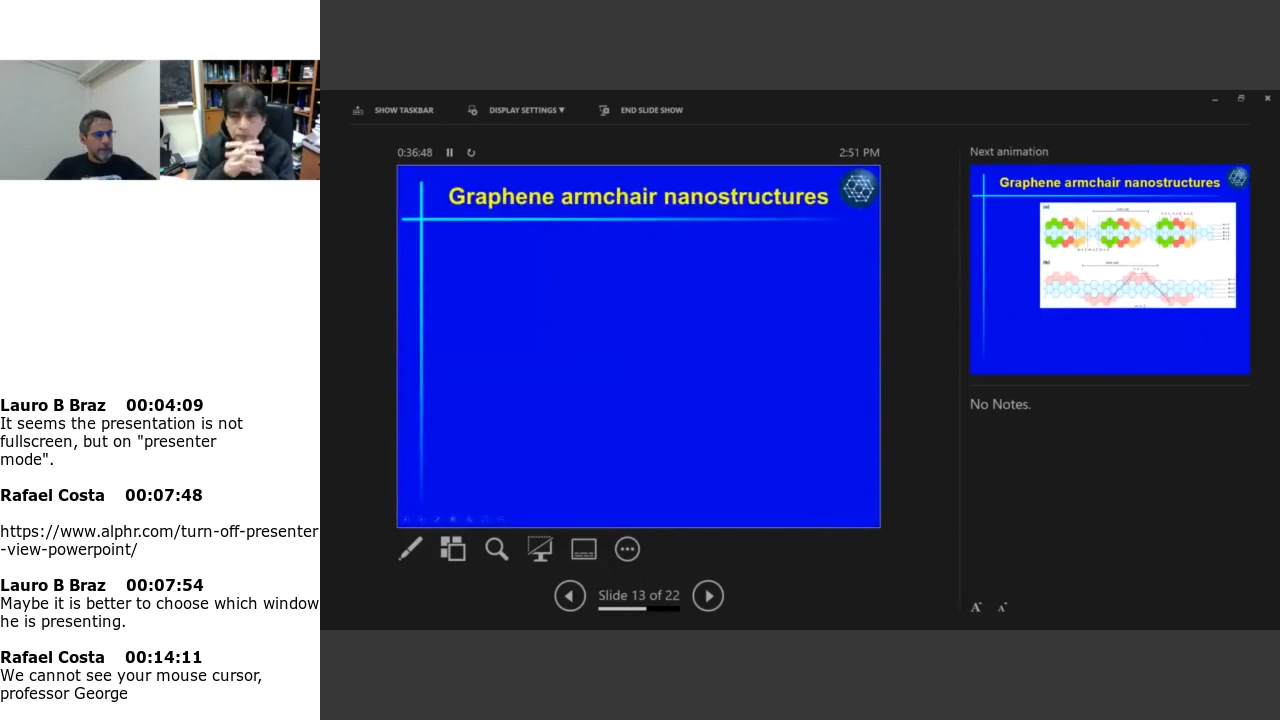 SHOW TASKBAR
DISPLAY SETTINGS ▼
END SLIDE SHOW
0:36:48
2:51 PM
Graphene armchair nanostructures
Slide 13 of 22
Next animation
Graphene armchair nanostructures
(a)
(b)
No Notes.
A A
Lauro B Braz 00:04:09
It seems the presentation is not
fullscreen, but on "presenter
mode".
Rafael Costa 00:07:48
https://www.alphr.com/turn-off-presenter
-view-powerpoint/
Lauro B Braz 00:07:54
Maybe it is better to choose which window
he is presenting.
Rafael Costa 00:14:11
We cannot see your mouse cursor,
professor George